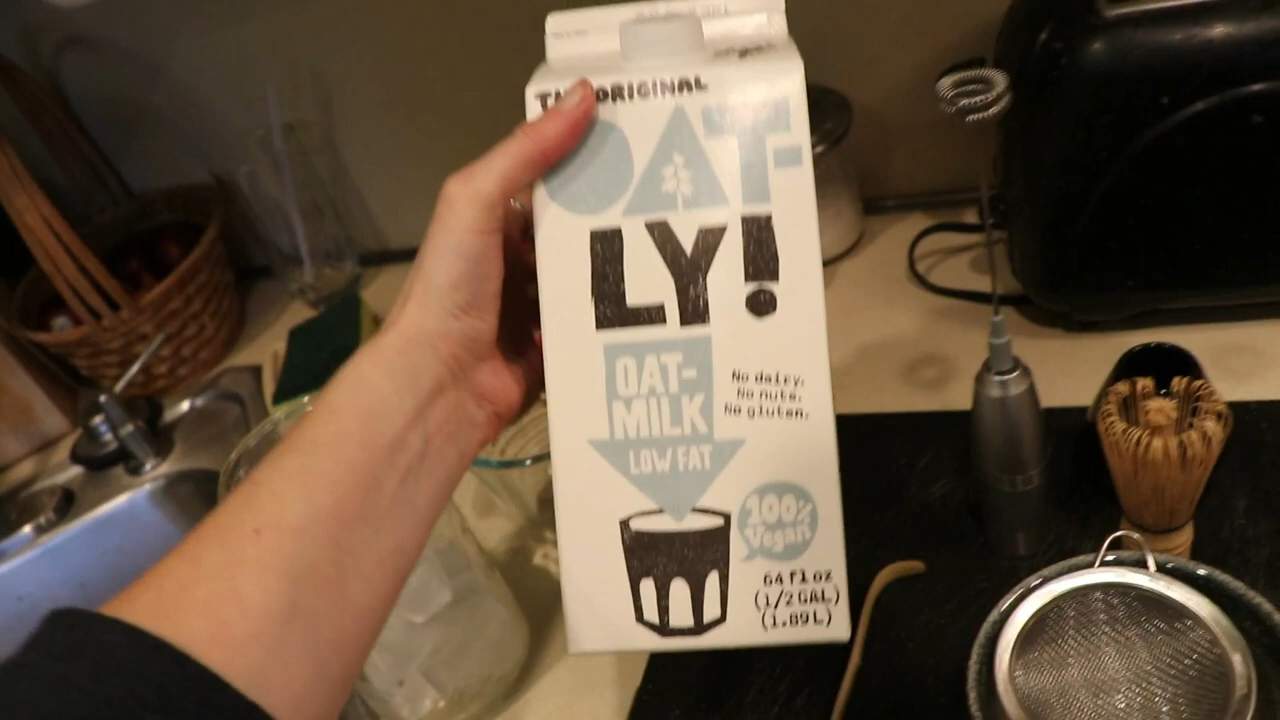 ORIGINAL
OAT-
LY!
OAT-
MILK
LOW FAT
No dairy.
No nuts.
No gluten.
100%
Vegan
64 fl oz
(1/2 GAL)
(1.89 L)